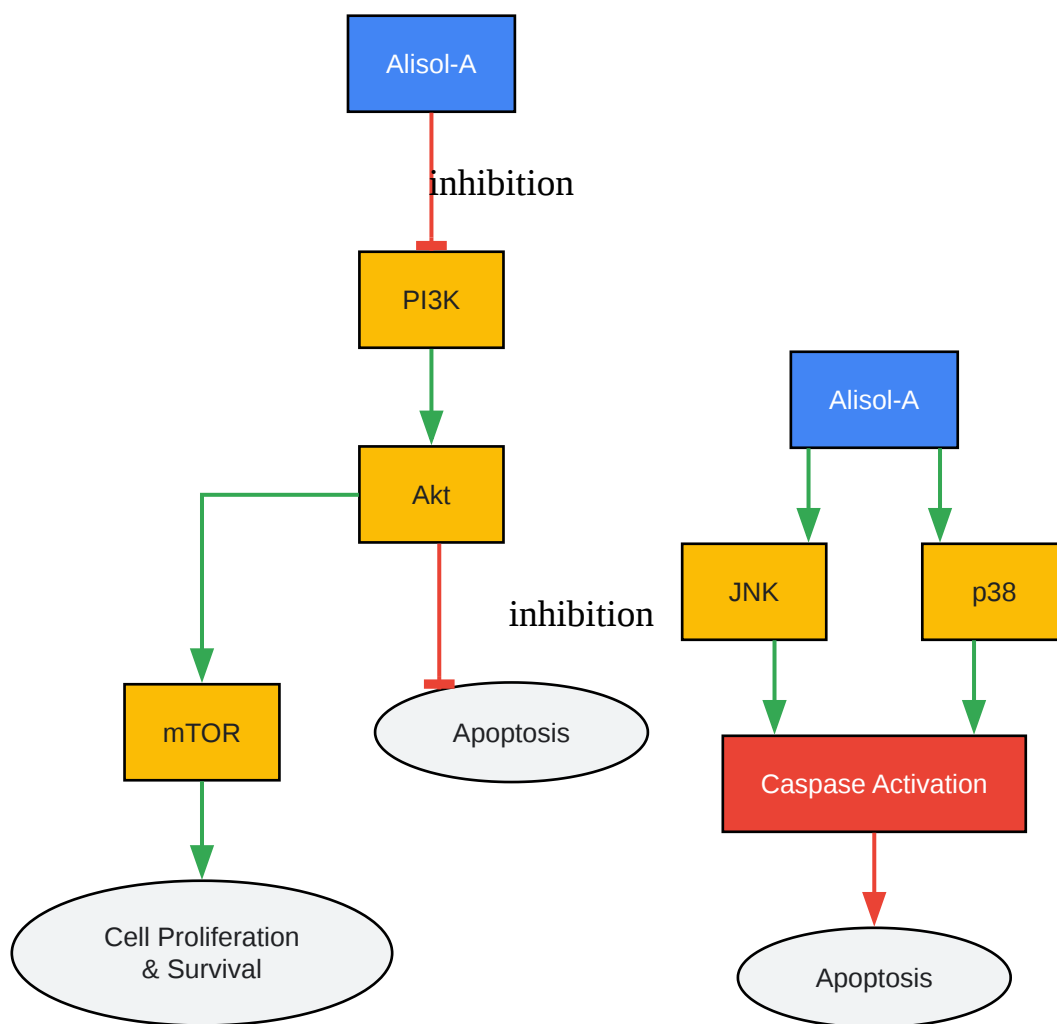 Alisol-A
inhibition
PI3K
Alisol-A
Akt
JNK
p38
inhibition
mTOR
Apoptosis
Caspase Activation
Cell Proliferation
& Survival
Apoptosis